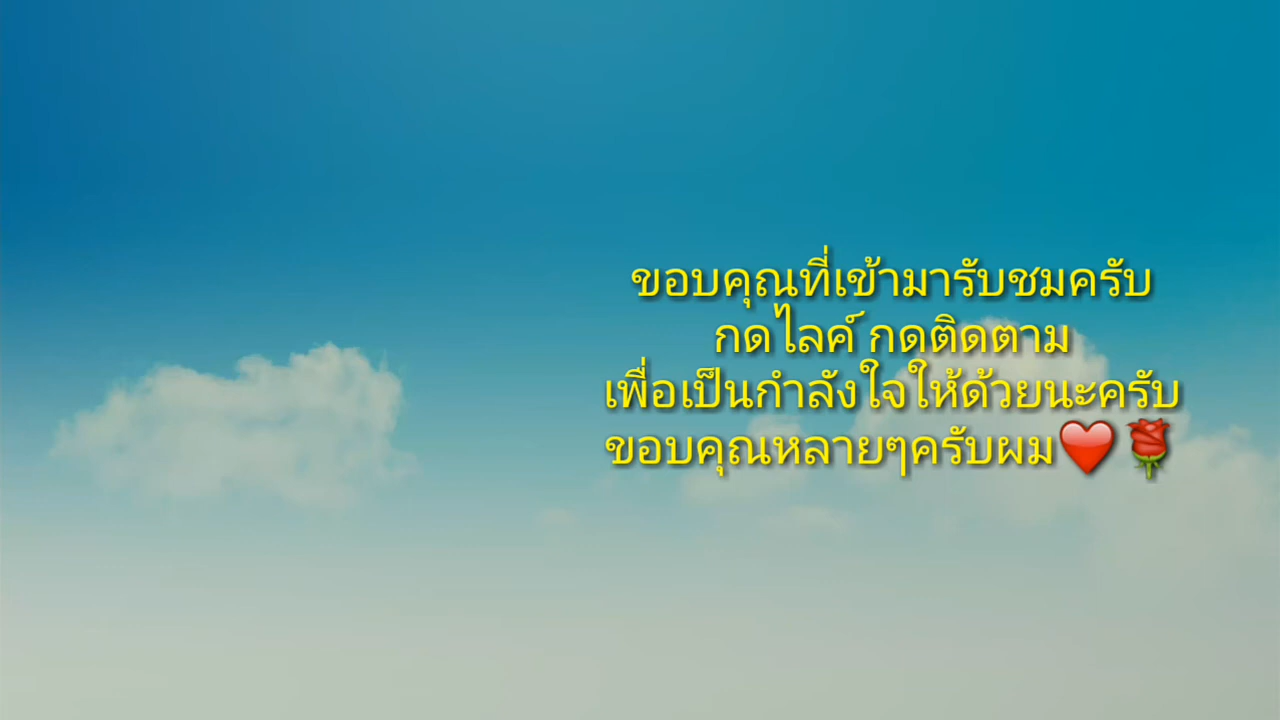 ขอบคุณที่เข้ามารับชมครับ
กดไลค์ กดติดตาม
เพื่อเป็นกำลังใจให้ด้วยนะครับ
ขอบคุณหลายๆครับผม❤️🌹